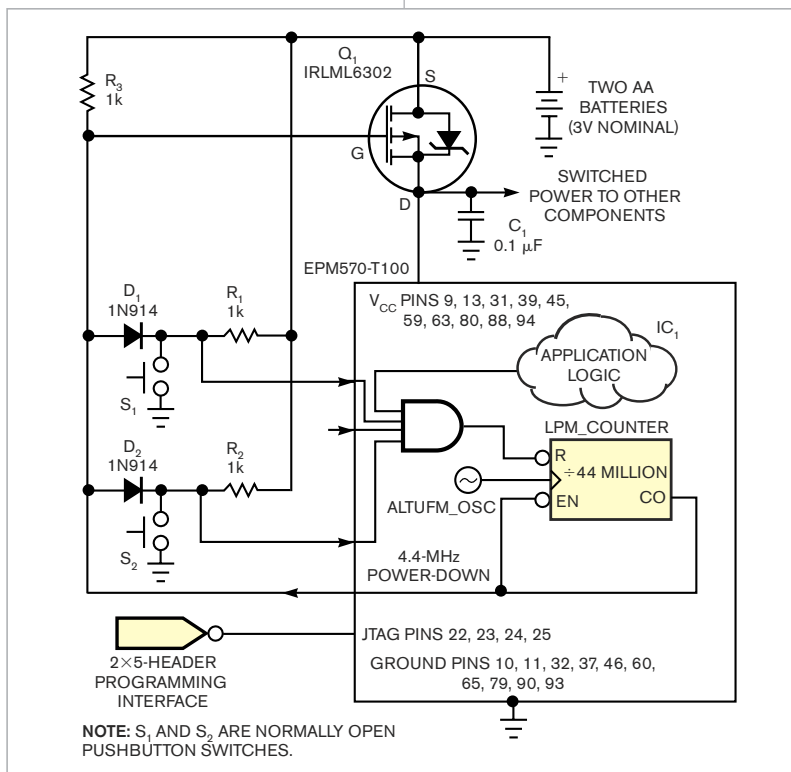 Q1
IRLML6302
S
R3
1k
+
TWO AA
BATTERIES
(3V NOMINAL)
G
SWITCHED
POWER TO OTHER
COMPONENTS
D
C1
0.1 µF
EPM570-T100
D1
1N914
R1
1k
VCC PINS 9, 13, 31, 39, 45,
59, 63, 80, 88, 94
IC1
APPLICATION
LOGIC
S1
LPM_COUNTER
D2
1N914
R2
1k
R
÷44 MILLION
ALTUFM_OSC
EN
CO
S2
4.4-MHz
POWER-DOWN
JTAG PINS 22, 23, 24, 25
2×5-HEADER
PROGRAMMING
INTERFACE
GROUND PINS 10, 11, 32, 37, 46, 60,
65, 79, 90, 93
NOTE: S1 AND S2 ARE NORMALLY OPEN
PUSHBUTTON SWITCHES.